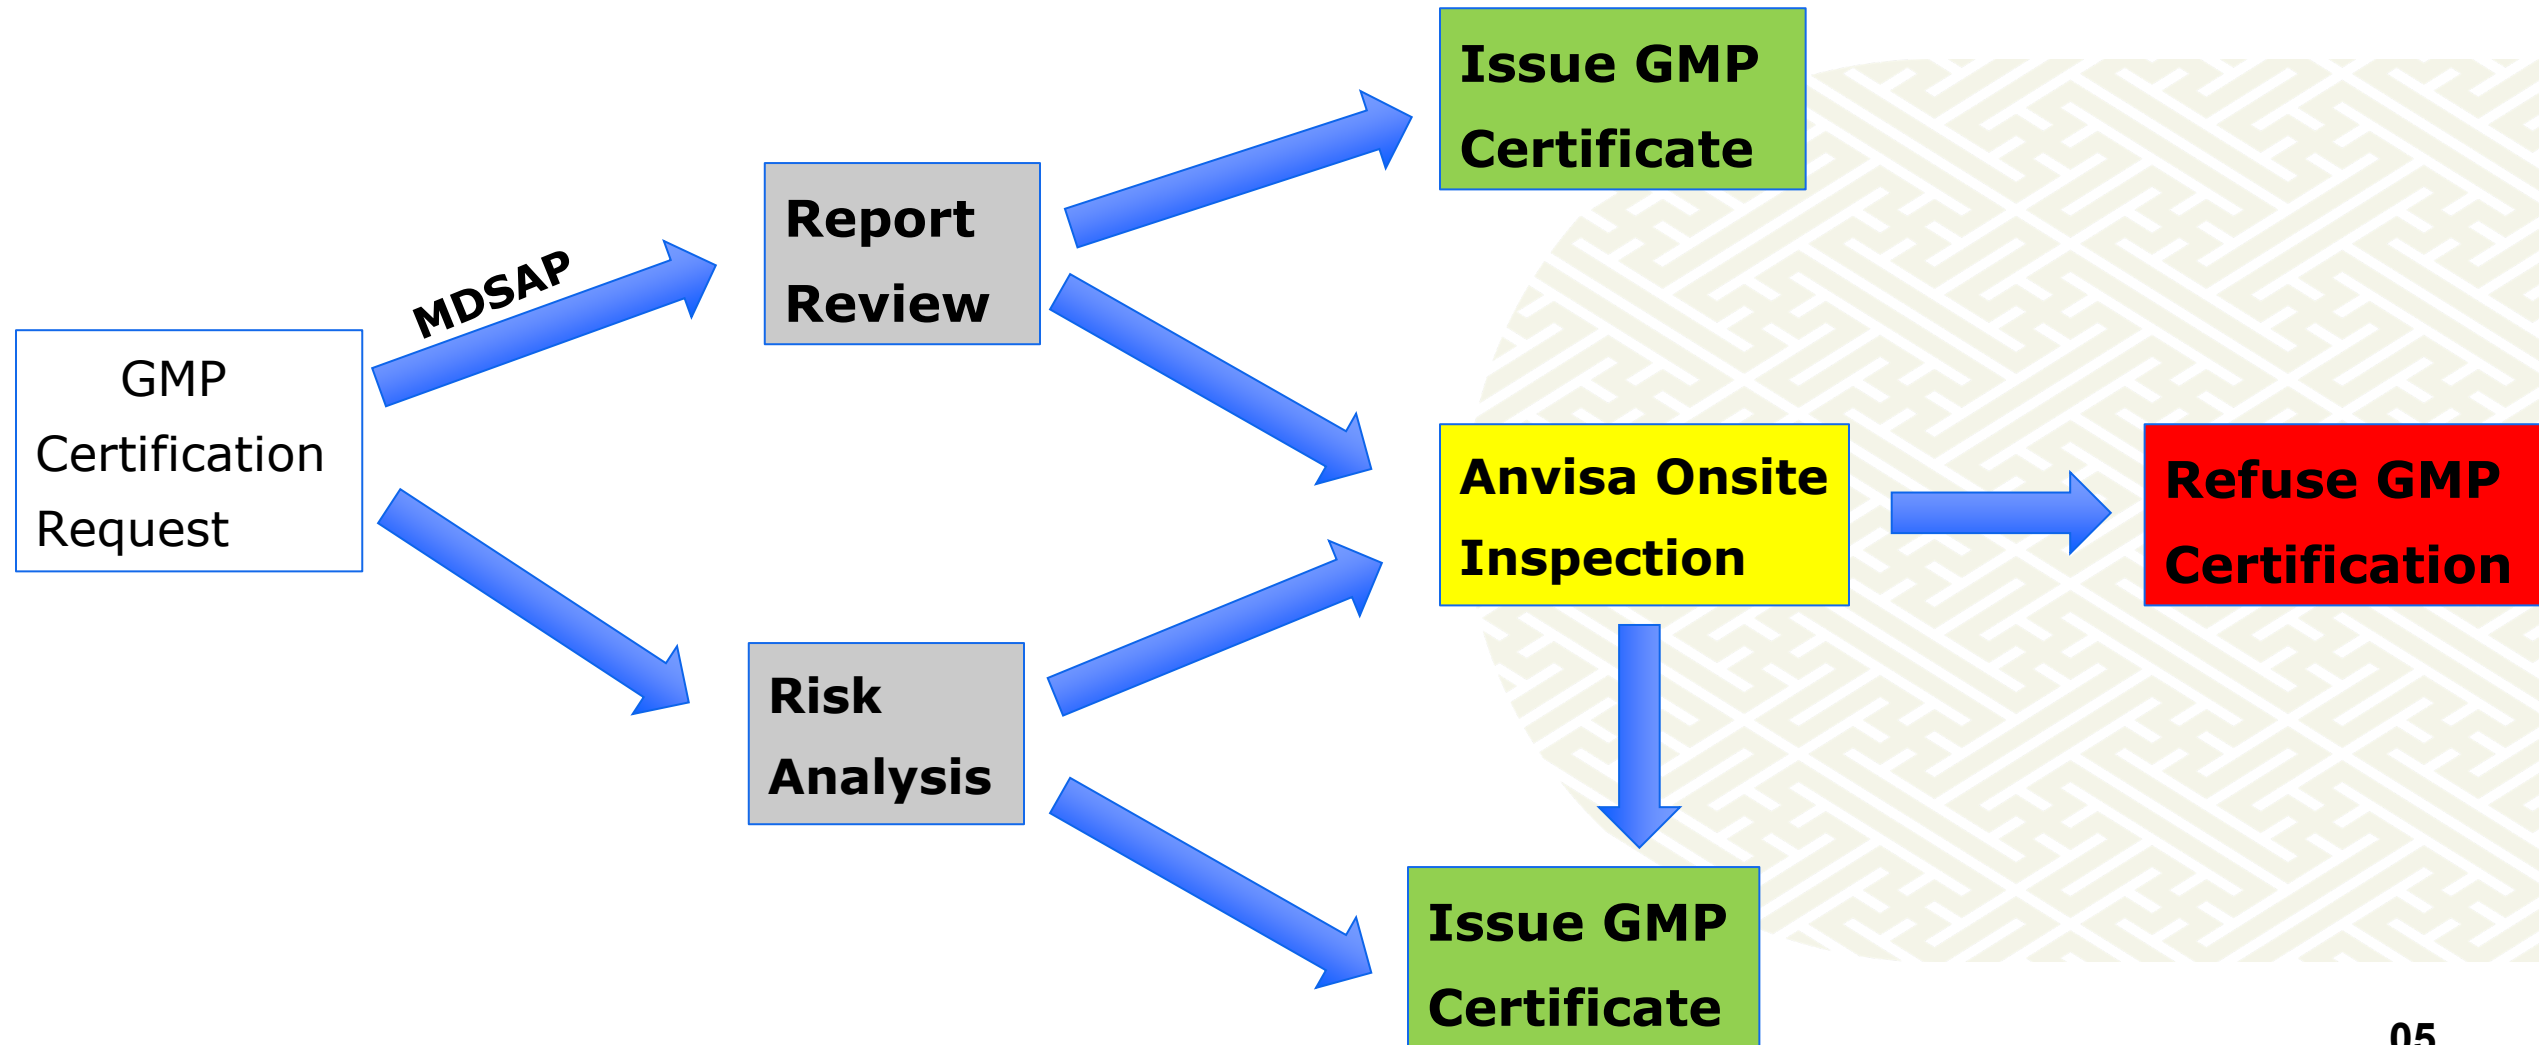 GMP
Certification
Request
MDSAP
Report
Review
Risk
Analysis
Issue GMP
Certificate
Anvisa Onsite
Inspection
Refuse GMP
Certification
Issue GMP
Certificate
05